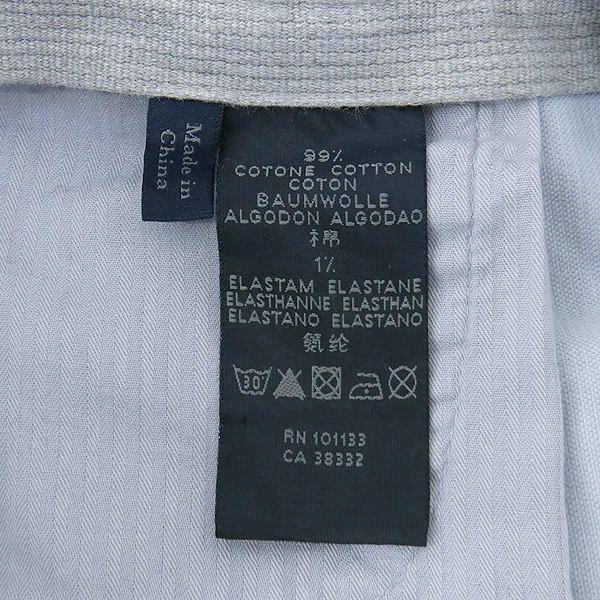 Made in
China
99%
COTONE COTTON
COTON
BAUMWOLLE
ALGODON ALGODAO
棉
1%
ELASTAM ELASTANE
ELASTHANNE ELASTHAN
ELASTANO ELASTANO
氨纶
30°
RN 101133
CA 38332